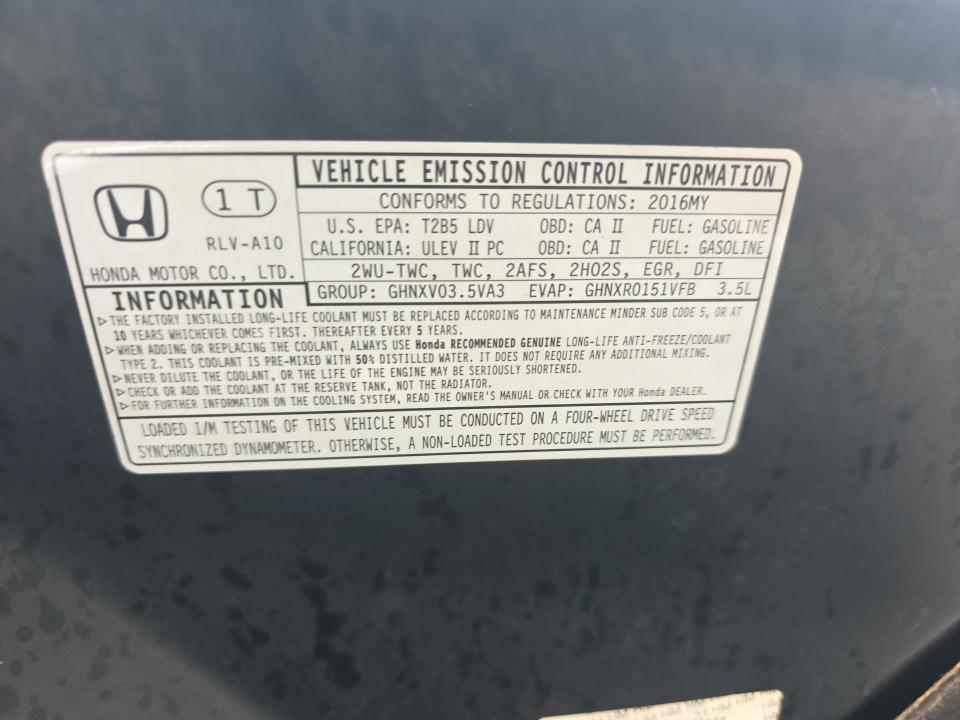 VEHICLE EMISSION CONTROL INFORMATION
1 T
CONFORMS TO REGULATIONS: 2016MY
U.S. EPA: T2B5 LDV OBD: CA II FUEL: GASOLINE
RLV-A10
CALIFORNIA: ULEV II PC OBD: CA II FUEL: GASOLINE
HONDA MOTOR CO., LTD.
2WU-TWC, TWC, 2AFS, 2HO2S, EGR, DFI
GROUP: GHNXV03.5VA3 EVAP: GHNXR0151VFB 3.5L
INFORMATION
▷THE FACTORY INSTALLED LONG-LIFE COOLANT MUST BE REPLACED ACCORDING TO MAINTENANCE MINDER SUB CODE 5, OR AT
10 YEARS WHICHEVER COMES FIRST. THEREAFTER EVERY 5 YEARS.
▷WHEN ADDING OR REPLACING THE COOLANT, ALWAYS USE Honda RECOMMENDED GENUINE LONG-LIFE ANTI-FREEZE/COOLANT
TYPE 2. THIS COOLANT IS PRE-MIXED WITH 50% DISTILLED WATER. IT DOES NOT REQUIRE ANY ADDITIONAL MIXING.
▷NEVER DILUTE THE COOLANT, OR THE LIFE OF THE ENGINE MAY BE SERIOUSLY SHORTENED.
▷CHECK OR ADD THE COOLANT AT THE RESERVE TANK, NOT THE RADIATOR.
▷FOR FURTHER INFORMATION ON THE COOLING SYSTEM, READ THE OWNER'S MANUAL OR CHECK WITH YOUR Honda DEALER.
LOADED I/M TESTING OF THIS VEHICLE MUST BE CONDUCTED ON A FOUR-WHEEL DRIVE SPEED
SYNCHRONIZED DYNAMOMETER. OTHERWISE, A NON-LOADED TEST PROCEDURE MUST BE PERFORMED.